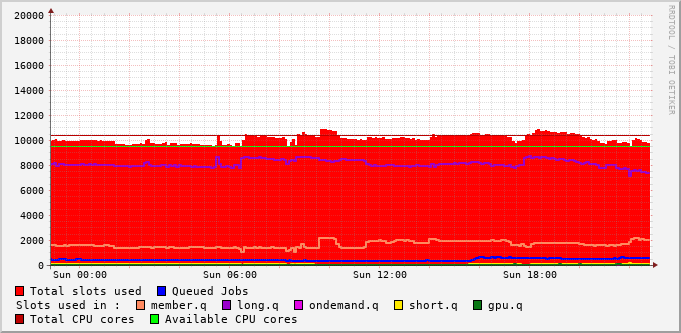 20000
18000
16000
14000
12000
10000
8000
6000
4000
2000
0
Sun 00:00 Sun 06:00 Sun 12:00 Sun 18:00
Total slots used Queued Jobs
Slots used in : member.q long.q ondemand.q short.q gpu.q
Total CPU cores Available CPU cores
RRDTOOL / TOBI OETIKER